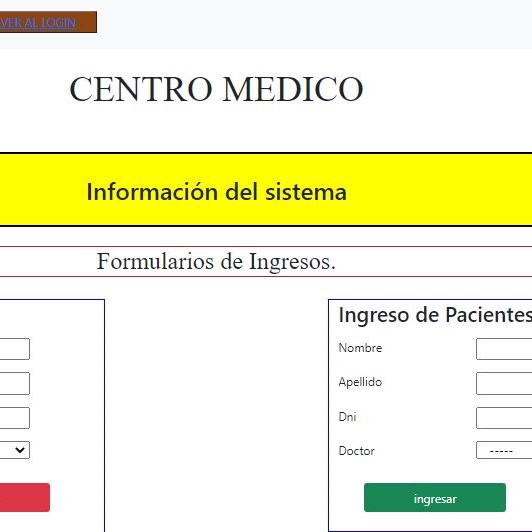 VER AL LOGIN
CENTRO MEDICO
Información del sistema
Formularios de Ingresos.
Ingreso de Pacientes
Nombre
Apellido
Dni
Doctor
-----
ingresar